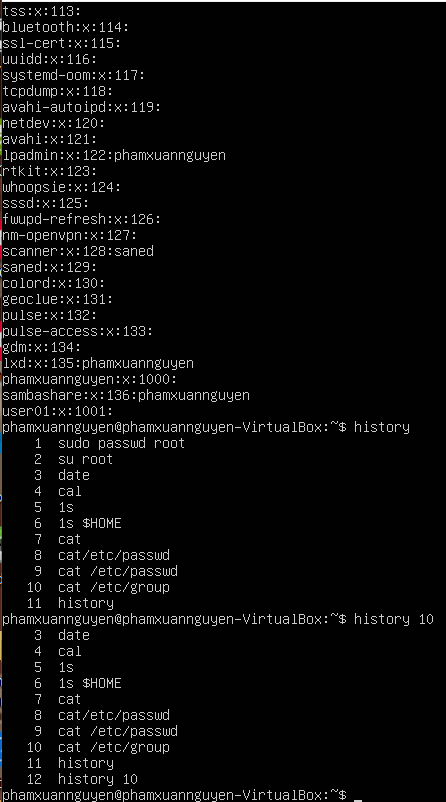 tss:x:113:
bluetooth:x:114:
ssl-cert:x:115:
uuidd:x:116:
systemd-oom:x:117:
tcpdump:x:118:
avahi-autoipd:x:119:
netdev:x:120:
avahi:x:121:
lpadmin:x:122:phamxuannguyen
rtkit:x:123:
whoopsie:x:124:
sssd:x:125:
fwupd-refresh:x:126:
nm-openvpn:x:127:
scanner:x:128:saned
saned:x:129:
colord:x:130:
geoclue:x:131:
pulse:x:132:
pulse-access:x:133:
gdm:x:134:
lxd:x:135:phamxuannguyen
phamxuannguyen:x:1000:
sambashare:x:136:phamxuannguyen
user01:x:1001:
phamxuannguyen@phamxuannguyen-VirtualBox:~$ history
1 sudo passwd root
2 su root
3 date
4 cal
5 1s
6 1s $HOME
7 cat
8 cat/etc/passwd
9 cat /etc/passwd
10 cat /etc/group
11 history
phamxuannguyen@phamxuannguyen-VirtualBox:~$ history 10
3 date
4 cal
5 1s
6 1s $HOME
7 cat
8 cat/etc/passwd
9 cat /etc/passwd
10 cat /etc/group
11 history
12 history 10
phamxuannguyen@phamxuannguyen-VirtualBox:~$ _